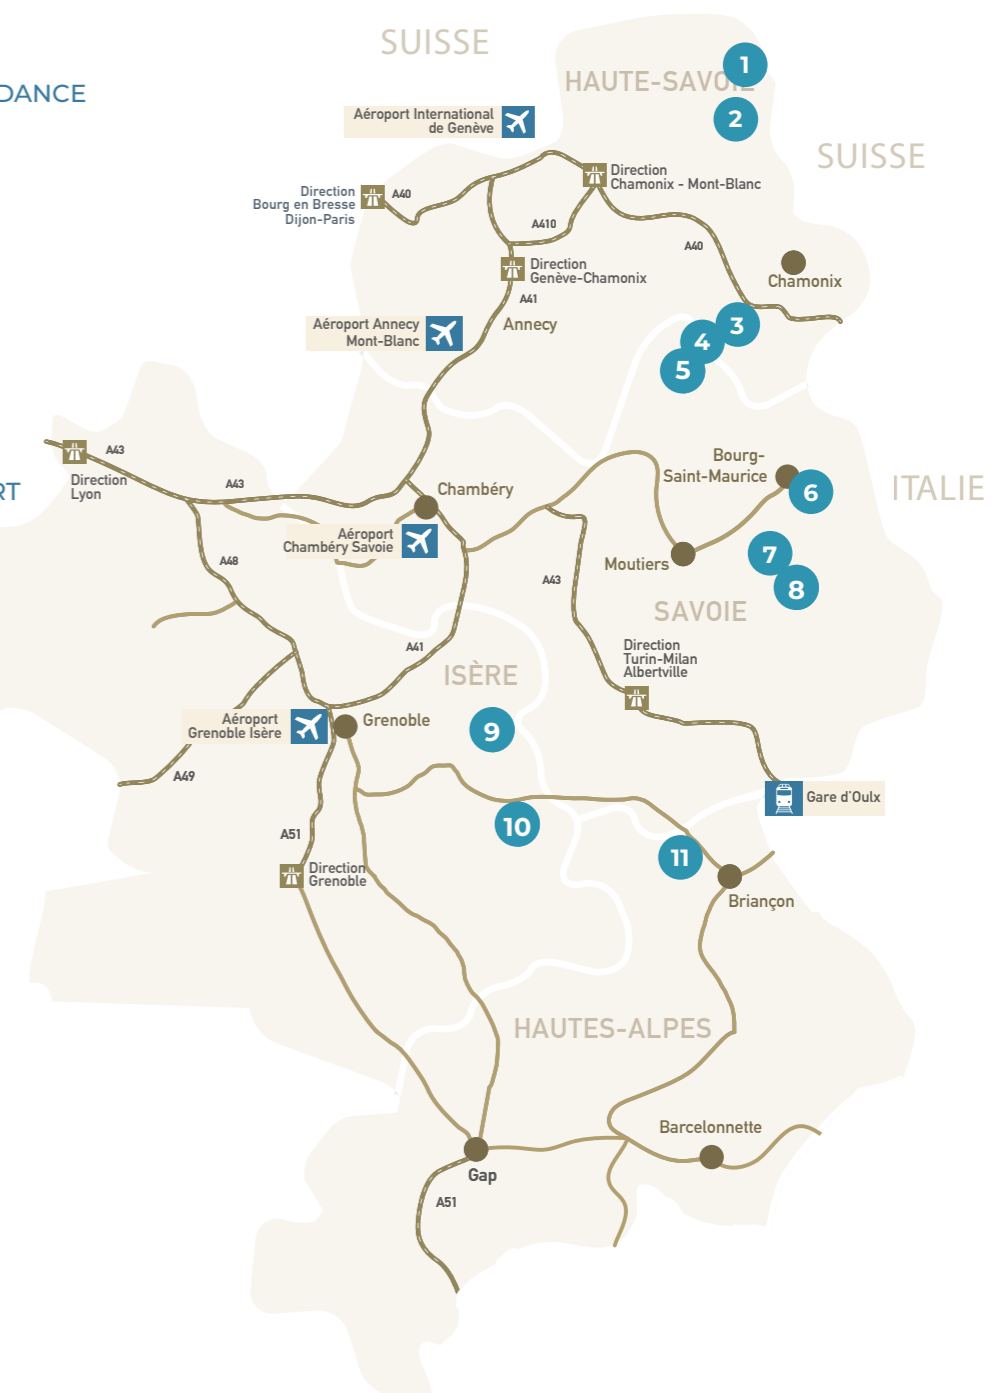 SUISSE
1
HAUTE-SAVOIE
DANCE
Aéroport International
de Genève
2
SUISSE
Direction
Chamonix - Mont-Blanc
Direction
Bourg en Bresse
Dijon-Paris
A40
A410
A40
Direction
Genève-Chamonix
Chamonix
A41
Annecy
Aéroport Annecy
Mont-Blanc
3
4
5
A43
Direction
Lyon
A43
RT
Chambéry
Bourg-
Saint-Maurice
6
ITALIE
Aéroport
Chambéry Savoie
A48
Moutiers
7
8
A43
SAVOIE
A41
Direction
Turin-Milan
Albertville
ISÈRE
Aéroport
Grenoble Isère
Grenoble
9
A49
Gare d'Oulx
A51
10
11
Direction
Grenoble
Briançon
HAUTES-ALPES
Barcelonnette
Gap
A51